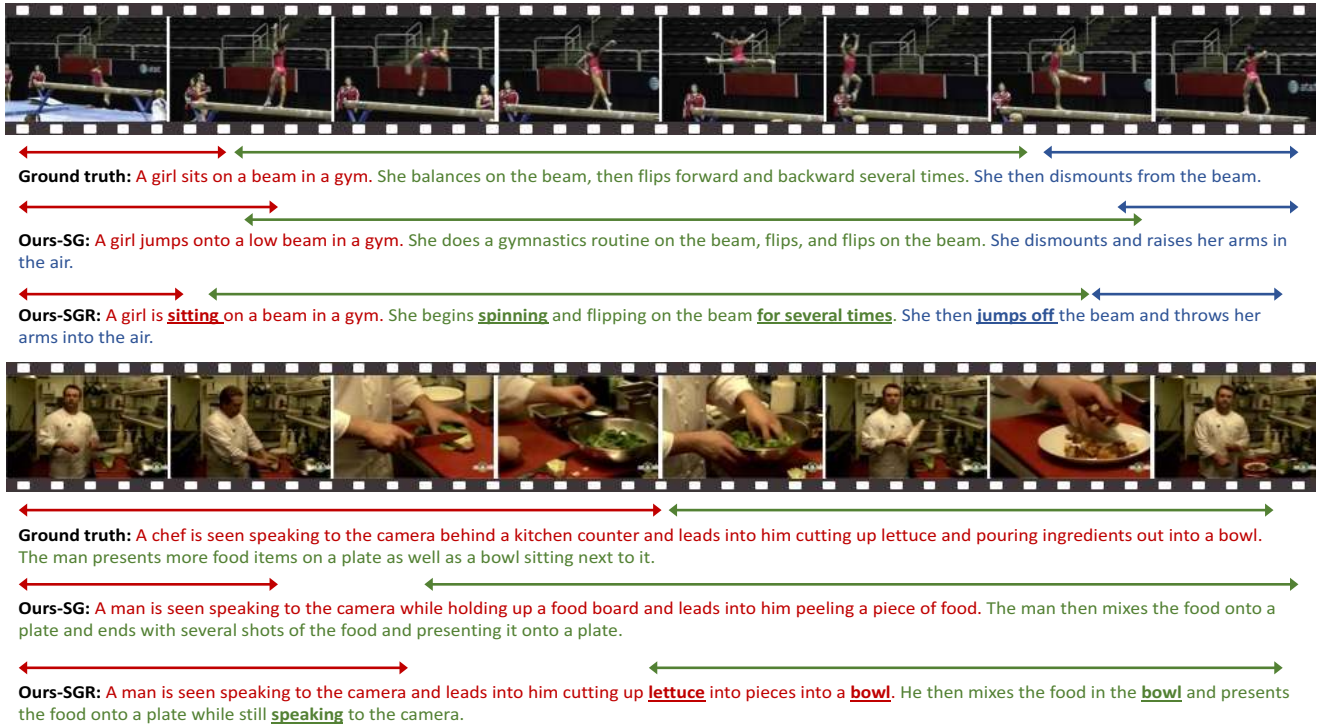 at&t
at&t
Ground truth: A girl sits on a beam in a gym. She balances on the beam, then flips forward and backward several times. She then dismounts from the beam.
Ours-SG: A girl jumps onto a low beam in a gym. She does a gymnastics routine on the beam, flips, and flips on the beam. She dismounts and raises her arms in
the air.
Ours-SGR: A girl is sitting on a beam in a gym. She begins spinning and flipping on the beam for several times. She then jumps off the beam and throws her
arms into the air.
Ground truth: A chef is seen speaking to the camera behind a kitchen counter and leads into him cutting up lettuce and pouring ingredients out into a bowl.
The man presents more food items on a plate as well as a bowl sitting next to it.
Ours-SG: A man is seen speaking to the camera while holding up a food board and leads into him peeling a piece of food. The man then mixes the food onto a
plate and ends with several shots of the food and presenting it onto a plate.
Ours-SGR: A man is seen speaking to the camera and leads into him cutting up lettuce into pieces into a bowl. He then mixes the food in the bowl and presents
the food onto a plate while still speaking to the camera.